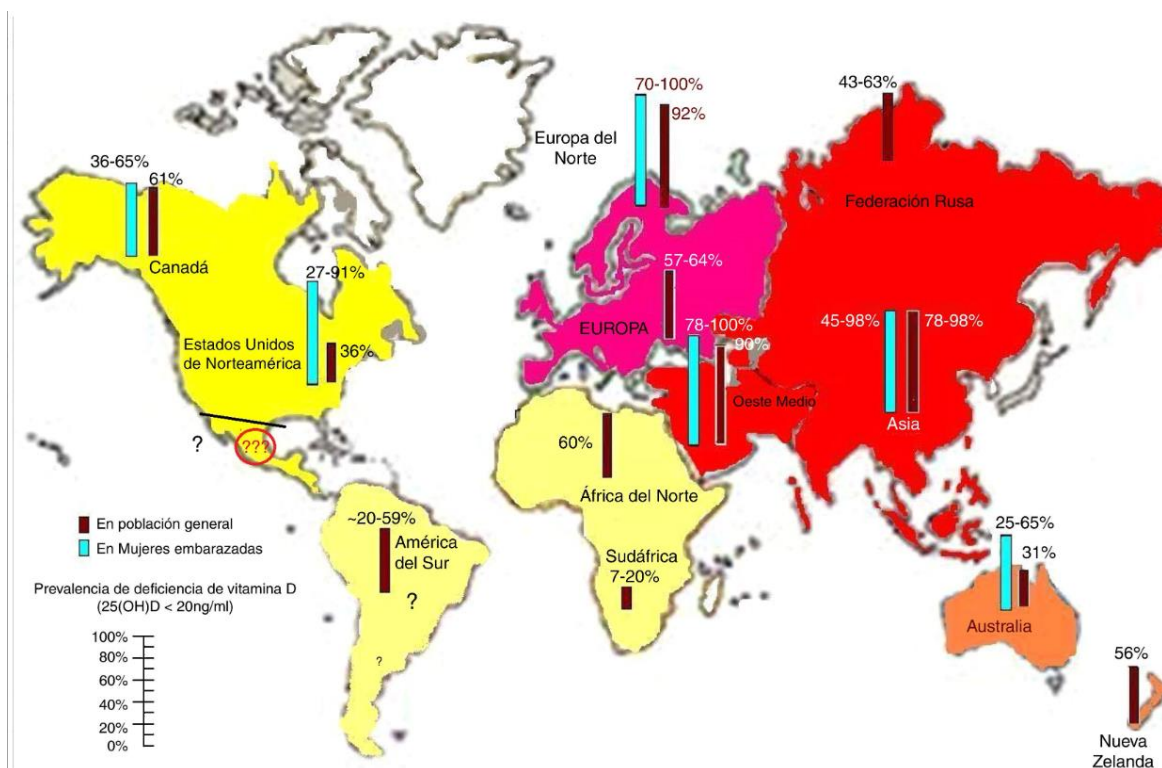 70-100%
92%
Europa del
Norte
43-63%
Federación Rusa
36-65%
61%
Canadá
27-91%
Estados Unidos
de Norteamérica
36%
57-64%
EUROPA
78-100%
90%
Oeste Medio
45-98%
78-98%
Asia
?
???
60%
África del Norte
~20-59%
América
del Sur
?
?
Sudáfrica
7-20%
25-65%
31%
Australia
56%
Nueva
Zelanda
En población general
En Mujeres embarazadas
Prevalencia de deficiencia de vitamina D
(25(OH)D < 20ng/ml)
100%
80%
60%
40%
20%
0%